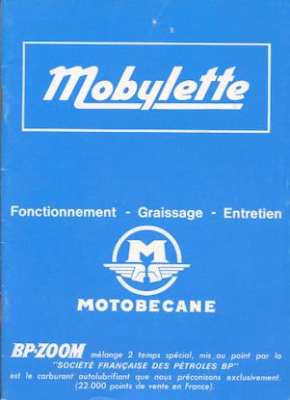 Mobylette
Fonctionnement - Graissage - Entretien
M
MOTOBECANE
BP-ZOOM mélange 2 temps spécial, mis au point par la
"SOCIÉTÉ FRANÇAISE DES PÉTROLES BP"
est le carburant autolubrifiant que nous préconisons exclusivement.
(22.000 points de vente en France).